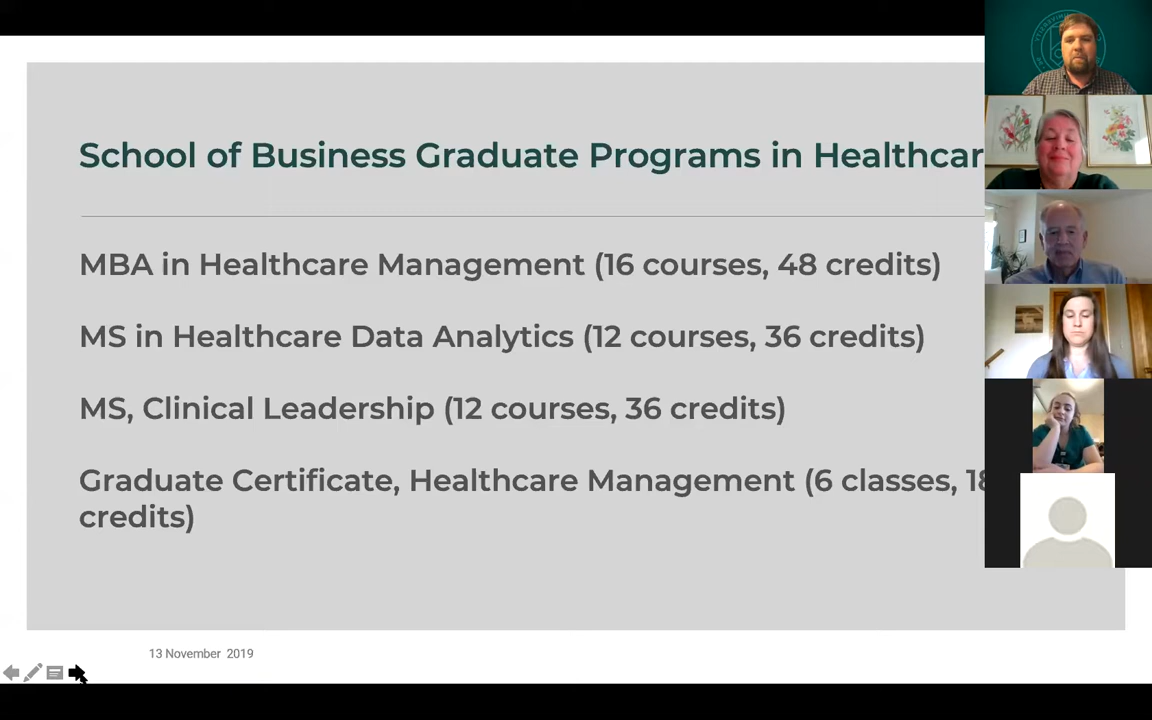 School of Business Graduate Programs in Healthcar
MBA in Healthcare Management (16 courses, 48 credits)
MS in Healthcare Data Analytics (12 courses, 36 credits)
MS, Clinical Leadership (12 courses, 36 credits)
Graduate Certificate, Healthcare Management (6 classes, 18
credits)
13 November 2019